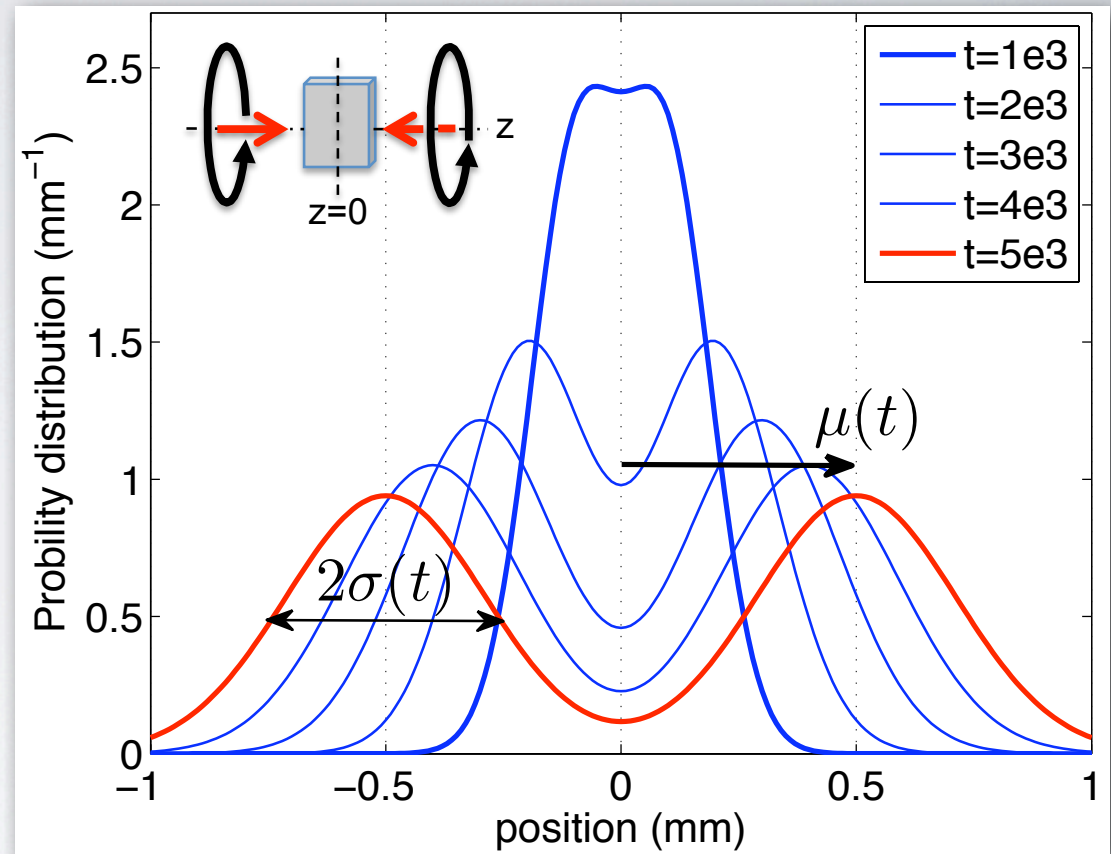 Probility distribution (mm⁻¹)
2.5
2
1.5
1
0.5
0
−1
−0.5
0
0.5
1
position (mm)
z
z=0
t=1e3
t=2e3
t=3e3
t=4e3
t=5e3
μ(t)
2σ(t)